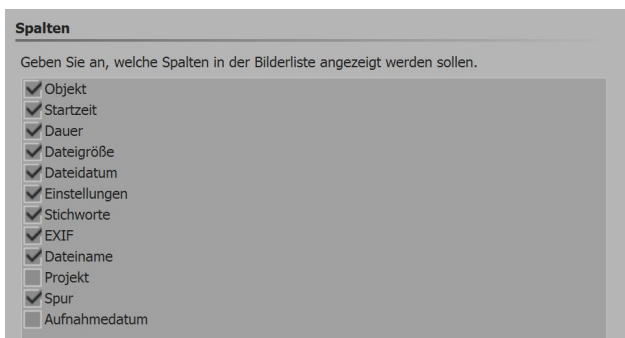 Spalten
Geben Sie an, welche Spalten in der Bilderliste angezeigt werden sollen.
Objekt
Startzeit
Dauer
Dateigröße
Dateidatum
Einstellungen
Stichworte
EXIF
Dateiname
Projekt
Spur
Aufnahmedatum